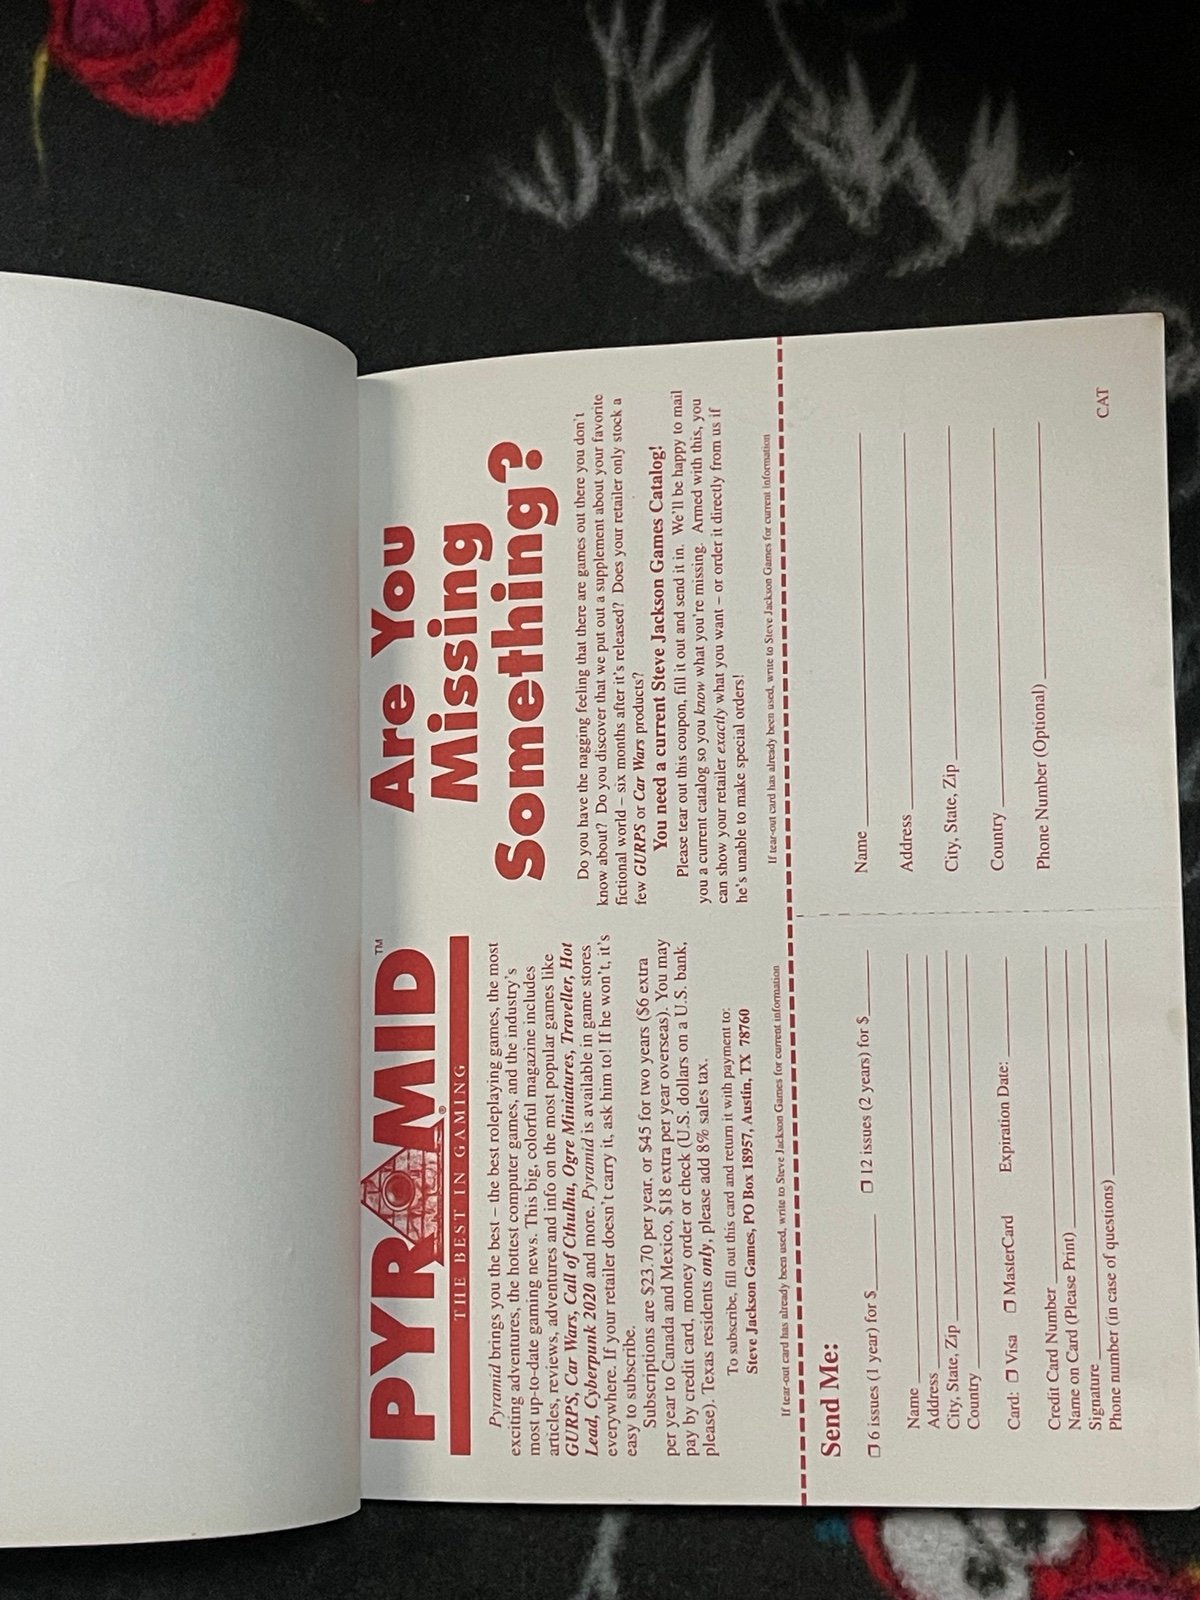 PYRAMID™
®
THE BEST IN GAMING
Pyramid brings you the best – the best roleplaying games, the most
exciting adventures, the hottest computer games, and the industry's
most up-to-date gaming news. This big, colorful magazine includes
articles, reviews, adventures and info on the most popular games like
GURPS, Car Wars, Call of Cthulhu, Ogre Miniatures, Traveller, Hot
Lead, Cyberpunk 2020 and more. Pyramid is available in game stores
everywhere. If your retailer doesn't carry it, ask him to! If he won't, it's
easy to subscribe.
Subscriptions are $23.70 per year, or $45 for two years ($6 extra
per year to Canada and Mexico, $18 extra per year overseas). You may
pay by credit card, money order or check (U.S. dollars on a U.S. bank,
please). Texas residents only, please add 8% sales tax.
To subscribe, fill out this card and return it with payment to:
Steve Jackson Games, PO Box 18957, Austin, TX 78760
If tear-out card has already been used, write to Steve Jackson Games for current information
Send Me:
❒ 6 issues (1 year) for $________ ❒ 12 issues (2 years) for $________
Name
Address
City, State, Zip
Country
Card: ❒ Visa ❒ MasterCard Expiration Date:
Credit Card Number
Name on Card (Please Print)
Signature
Phone number (in case of questions)
Are You
Missing
Something?
Do you have the nagging feeling that there are games out there you don't
know about? Do you discover that we put out a supplement about your favorite
fictional world – six months after it's released? Does your retailer only stock a
few GURPS or Car Wars products?
You need a current Steve Jackson Games Catalog!
Please tear out this coupon, fill it out and send it in. We'll be happy to mail
you a current catalog so you know what you're missing. Armed with this, you
can show your retailer exactly what you want – or order it directly from us if
he's unable to make special orders!
If tear-out card has already been used, write to Steve Jackson Games for current information
Name
Address
City, State, Zip
Country
Phone Number (Optional)
CAT